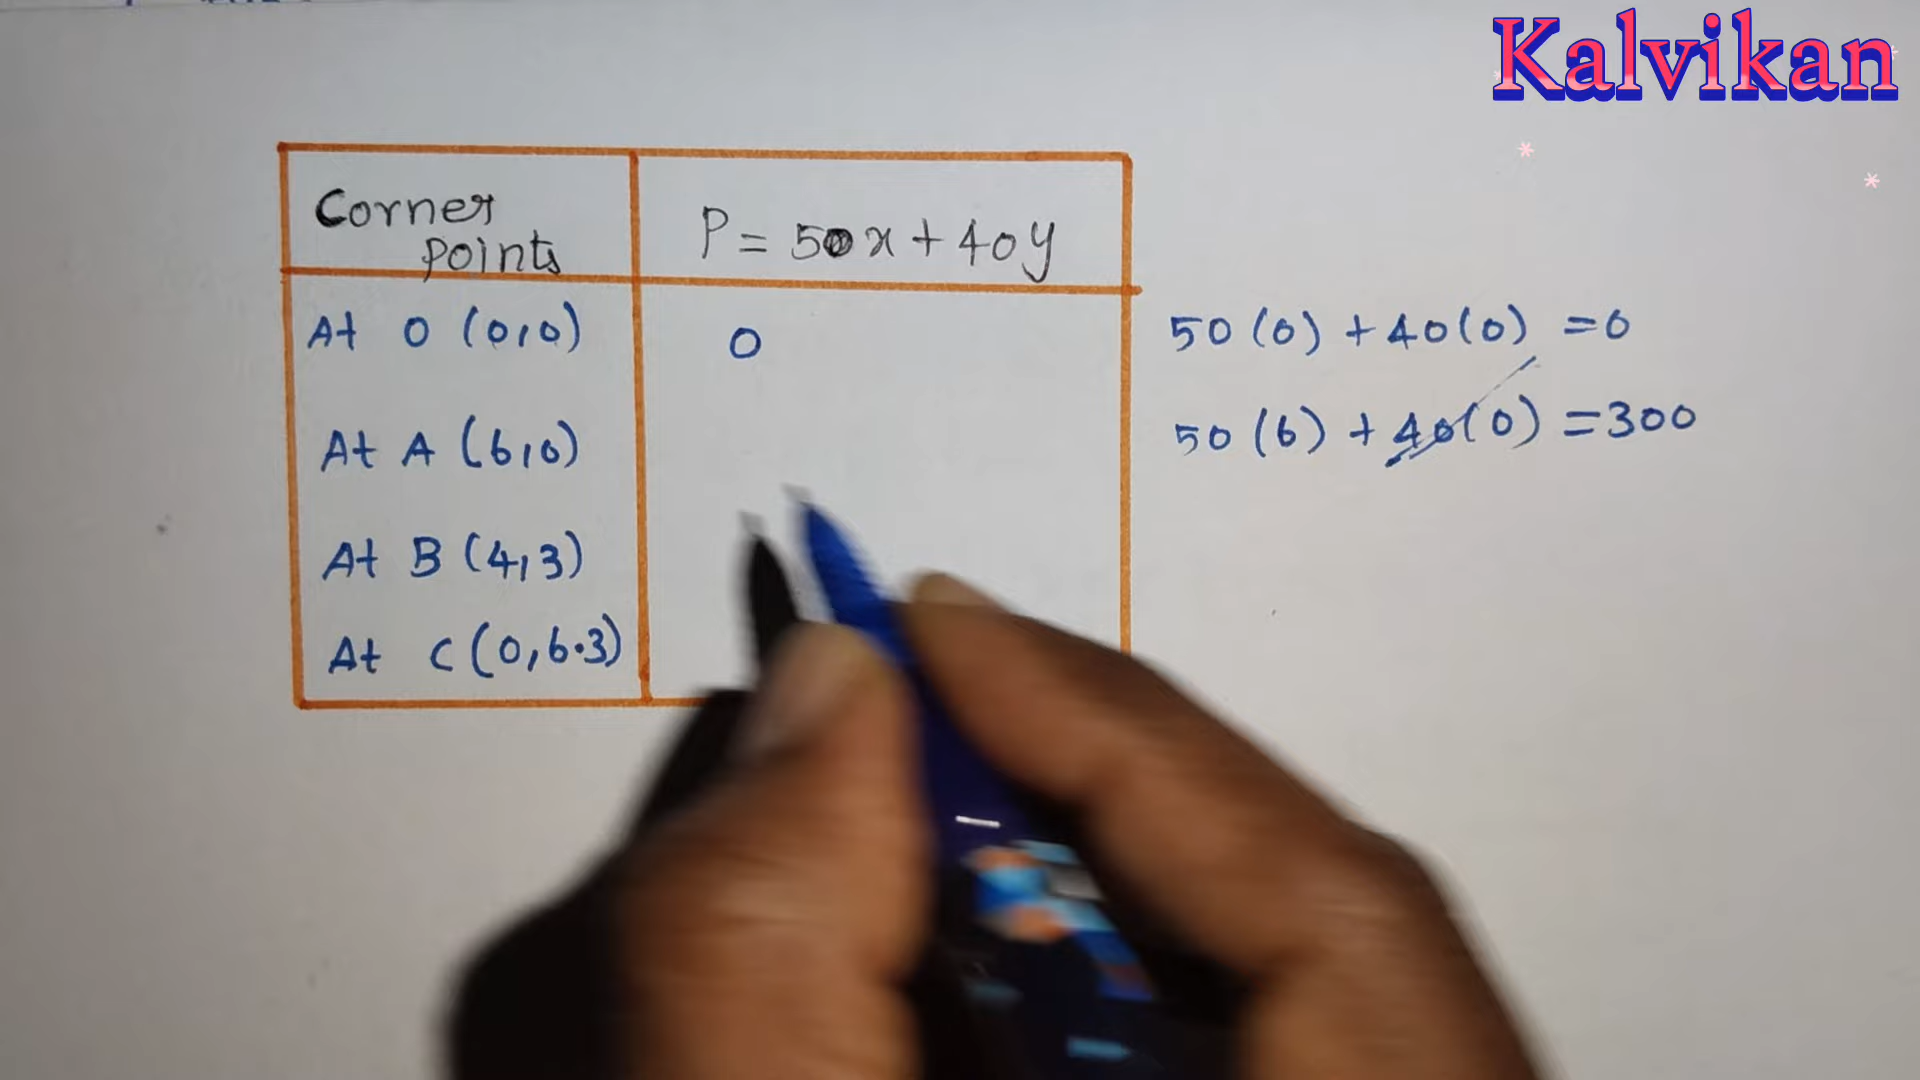 Kalvikan
Corner
points
P = 50x + 40y
At O (0,0)
0
50 (0) + 40(0) = 0
At A (6,0)
50 (6) + 40(0) = 300
At B (4,3)
At C (0,6.3)